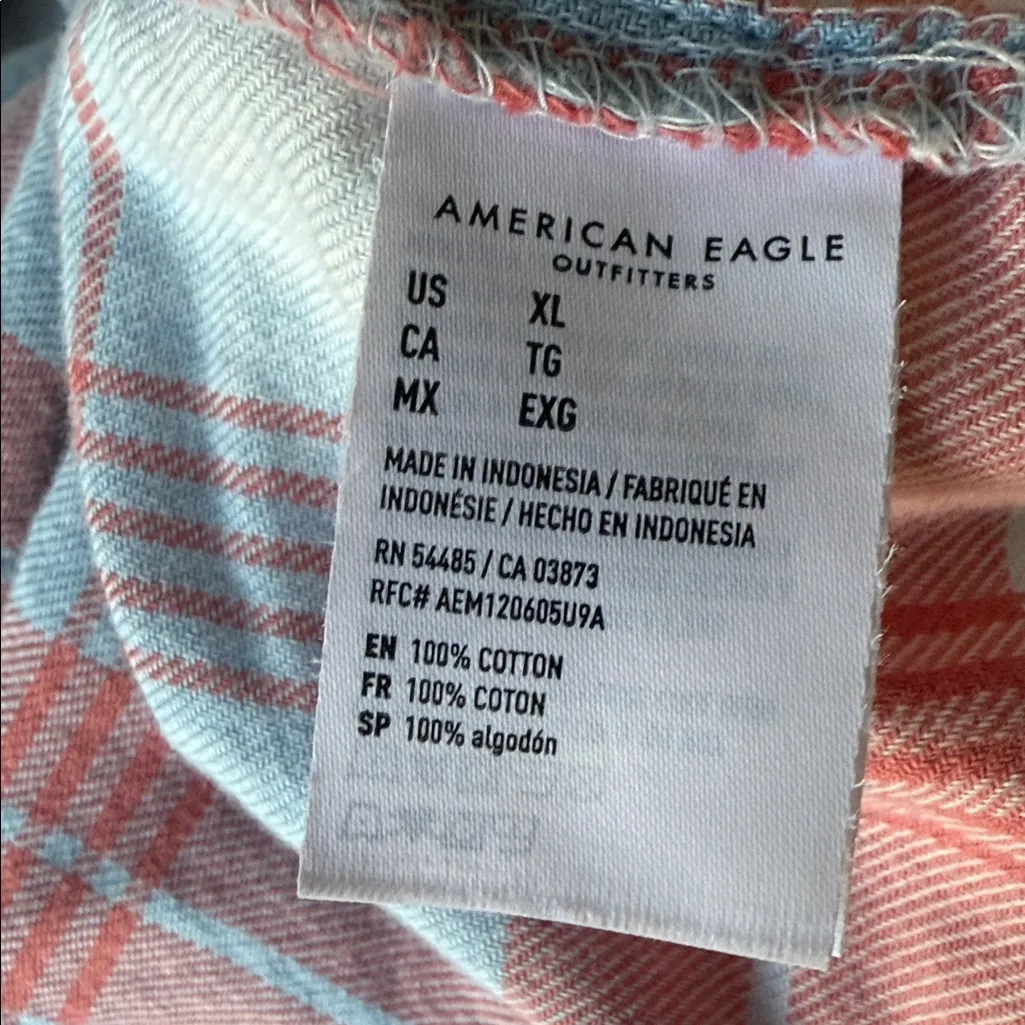 AMERICAN EAGLE
OUTFITTERS
US XL
CA TG
MX EXG
MADE IN INDONESIA / FABRIQUÉ EN
INDONÉSIE / HECHO EN INDONESIA
RN 54485 / CA 03873
RFC# AEM120605U9A
EN 100% COTTON
FR 100% COTON
SP 100% algodón